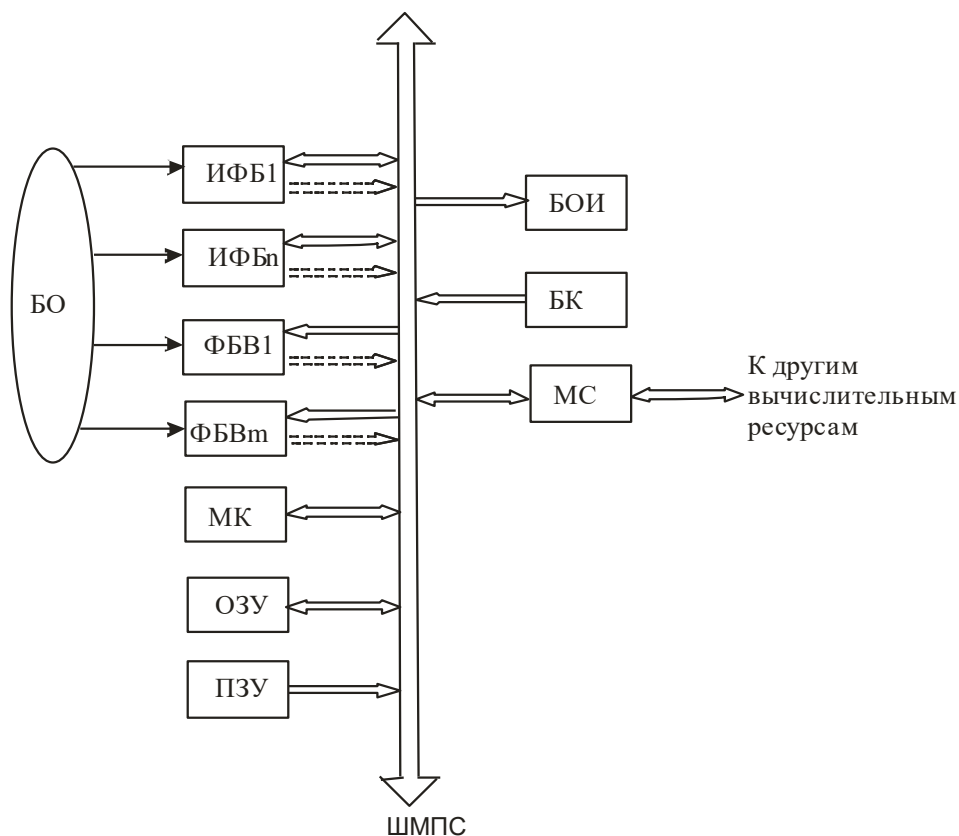 ИФБ1
БОИ
ИФБn
БО
БК
ФБВ1
К другим
вычислительным
ресурсам
МС
ФБВm
МК
ОЗУ
ПЗУ
ШМПС